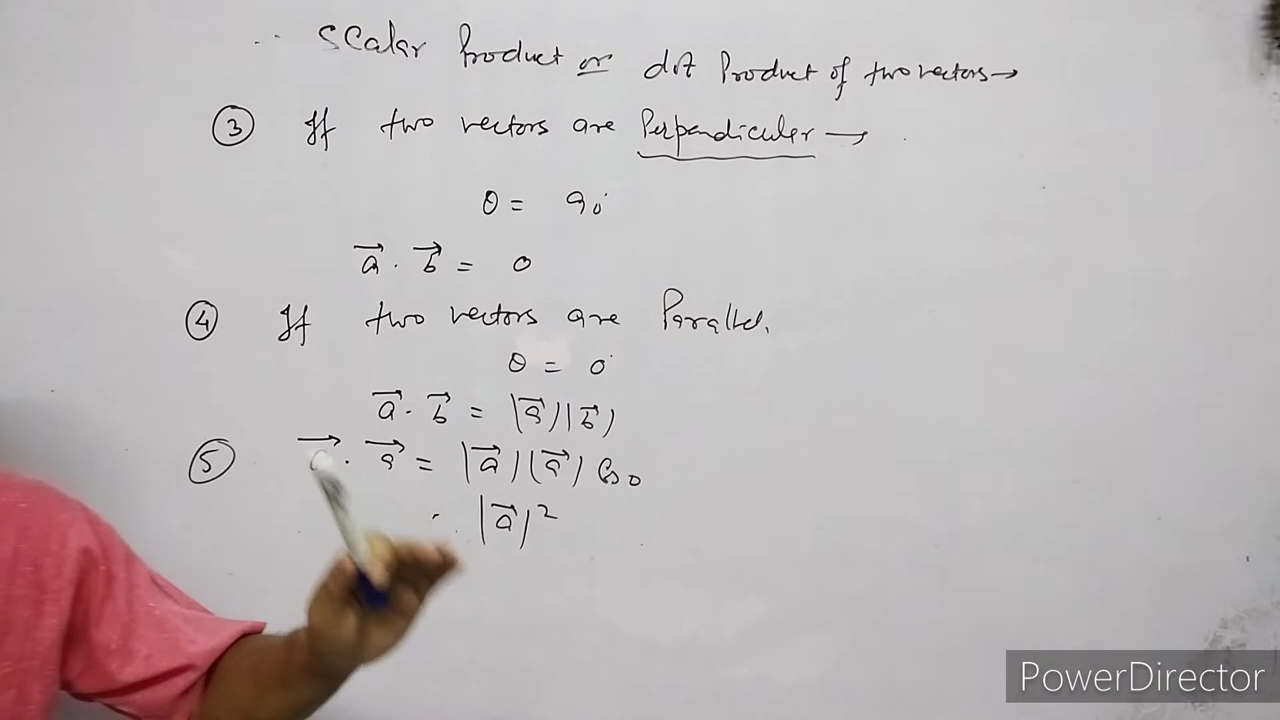 Scalar Product or dot Product of two vectors →
③ If two vectors are Perpendicular →
θ = 90°
a⃗ . b⃗ = 0
④ If two vectors are Parallel.
θ = 0°
a⃗ . b⃗ = |a⃗||b⃗|
⑤ a⃗ . a⃗ = |a⃗||a⃗| Cos 0
= |a⃗|²
PowerDirector